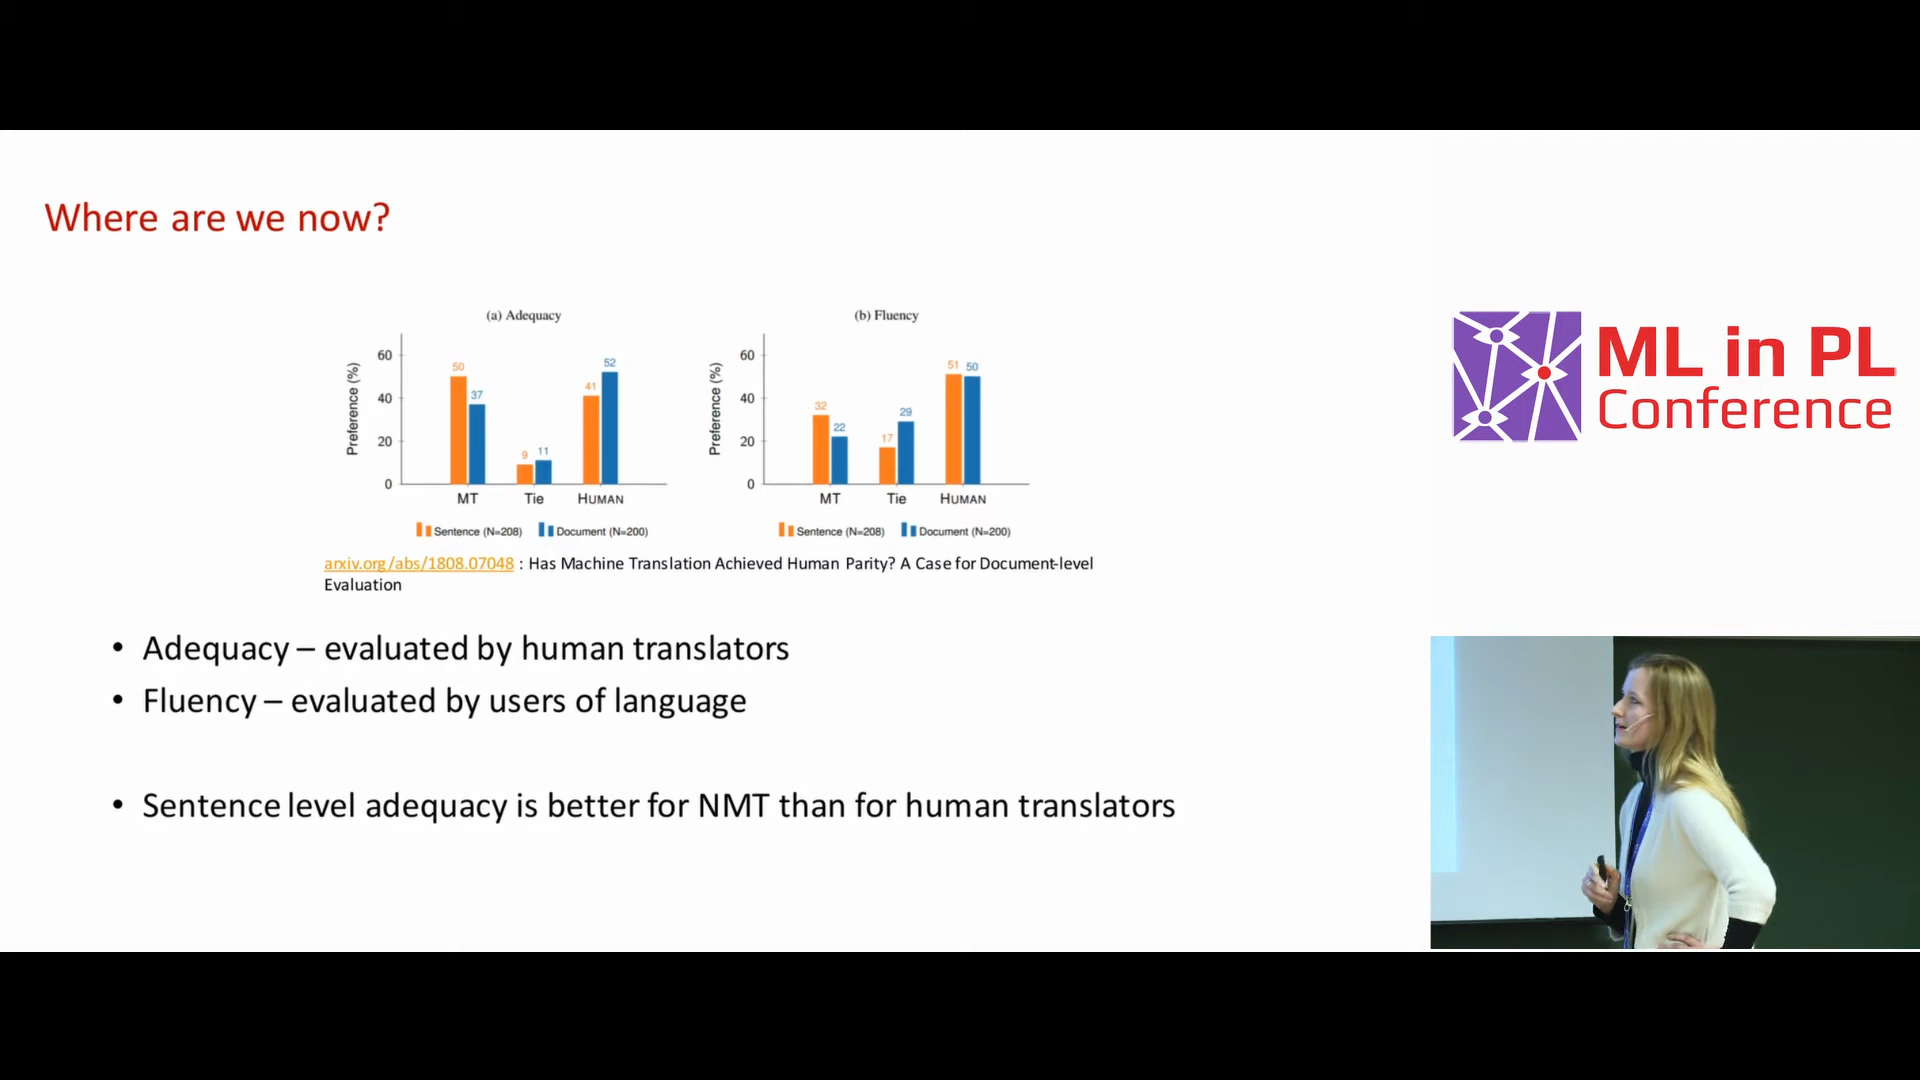 Where are we now?
(a) Adequacy
Preference (%)
60
40
20
0
50
37
9
11
41
52
MT
Tie
HUMAN
Sentence (N=208)
Document (N=200)
(b) Fluency
Preference (%)
60
40
20
0
32
22
17
29
51
50
MT
Tie
HUMAN
Sentence (N=208)
Document (N=200)
arxiv.org/abs/1808.07048 : Has Machine Translation Achieved Human Parity? A Case for Document-level
Evaluation
• Adequacy – evaluated by human translators
• Fluency – evaluated by users of language
• Sentence level adequacy is better for NMT than for human translators
ML in PL
Conference